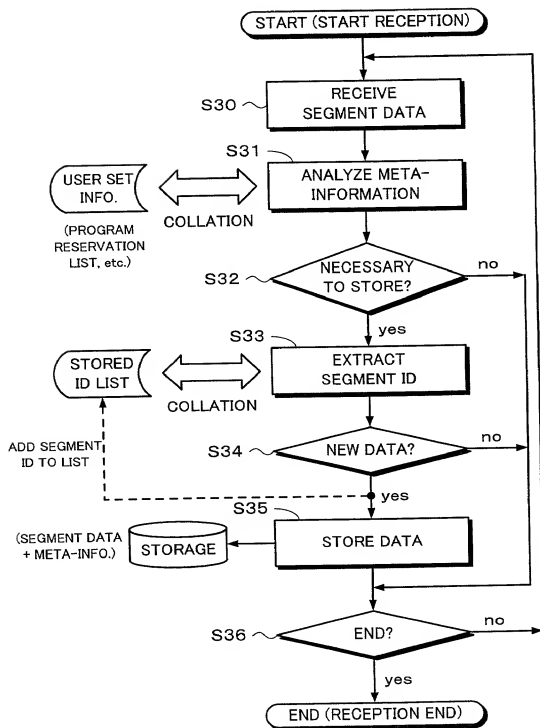 START (START RECEPTION)
S30
RECEIVE
SEGMENT DATA
S31
USER SET
INFO.
COLLATION
ANALYZE META-
INFORMATION
(PROGRAM
RESERVATION
LIST, etc.)
S32
NECESSARY
TO STORE?
no
yes
S33
STORED
ID LIST
COLLATION
EXTRACT
SEGMENT ID
ADD SEGMENT
ID TO LIST
S34
NEW DATA?
no
yes
S35
(SEGMENT DATA
+ META-INFO.)
STORAGE
STORE DATA
S36
END?
no
yes
END (RECEPTION END)